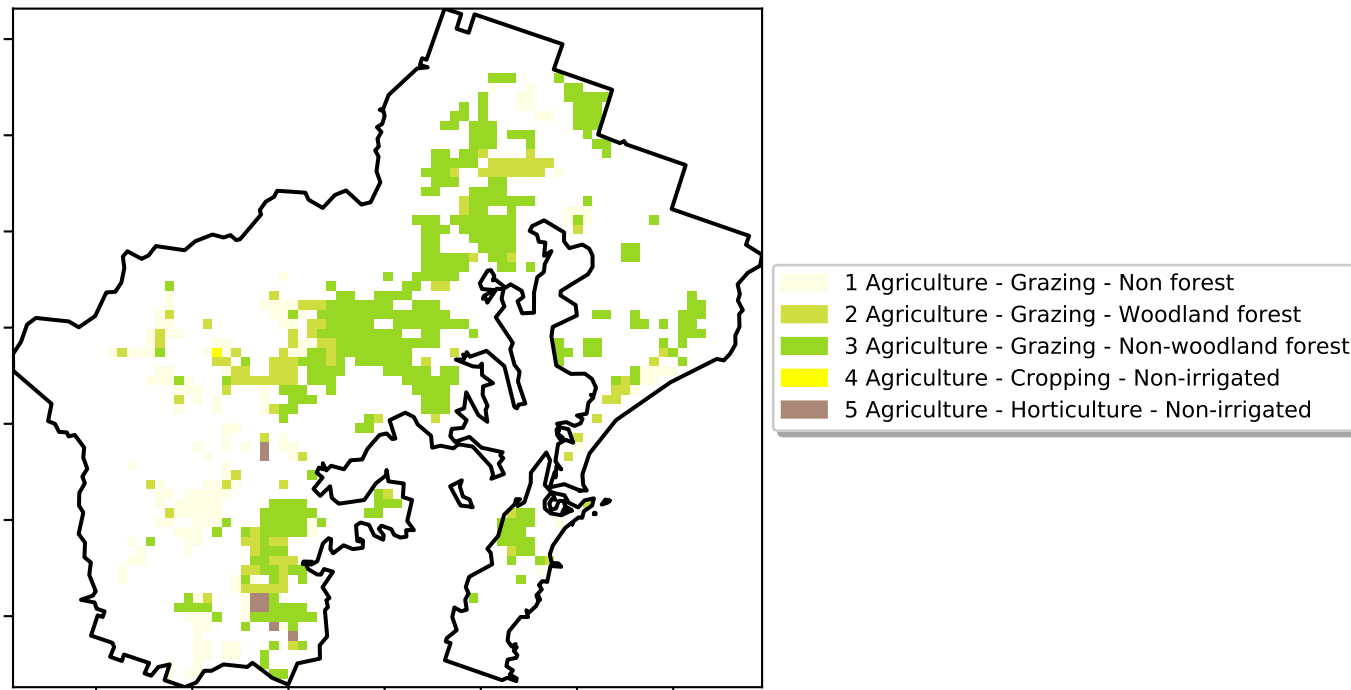 1 Agriculture - Grazing - Non forest
2 Agriculture - Grazing - Woodland forest
3 Agriculture - Grazing - Non-woodland forest
4 Agriculture - Cropping - Non-irrigated
5 Agriculture - Horticulture - Non-irrigated